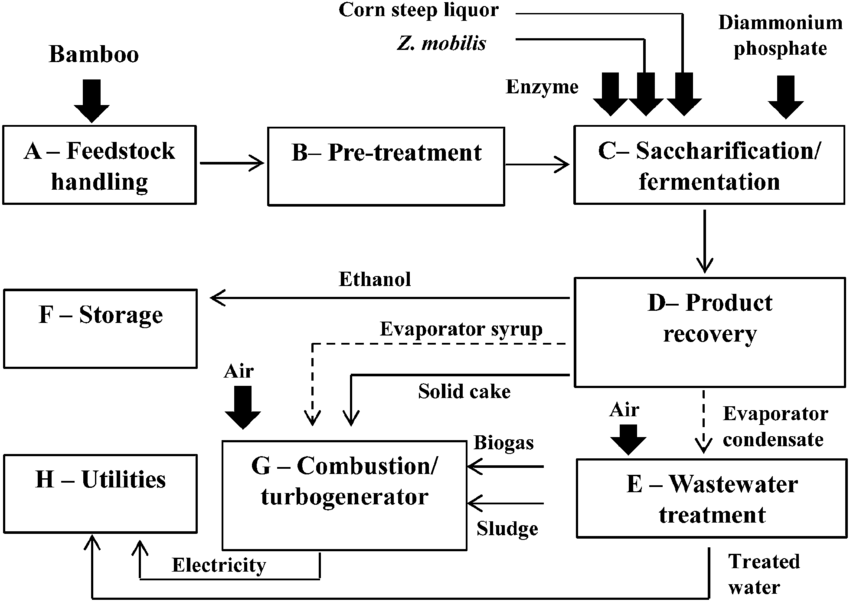 Corn steep liquor
Z. mobilis
Diammonium
phosphate
Bamboo
Enzyme
A – Feedstock
handling
B– Pre-treatment
C– Saccharification/
fermentation
Ethanol
F – Storage
D– Product
recovery
Evaporator syrup
Air
Solid cake
Air
Evaporator
condensate
Biogas
G – Combustion/
turbogenerator
H – Utilities
E – Wastewater
treatment
Sludge
Electricity
Treated
water